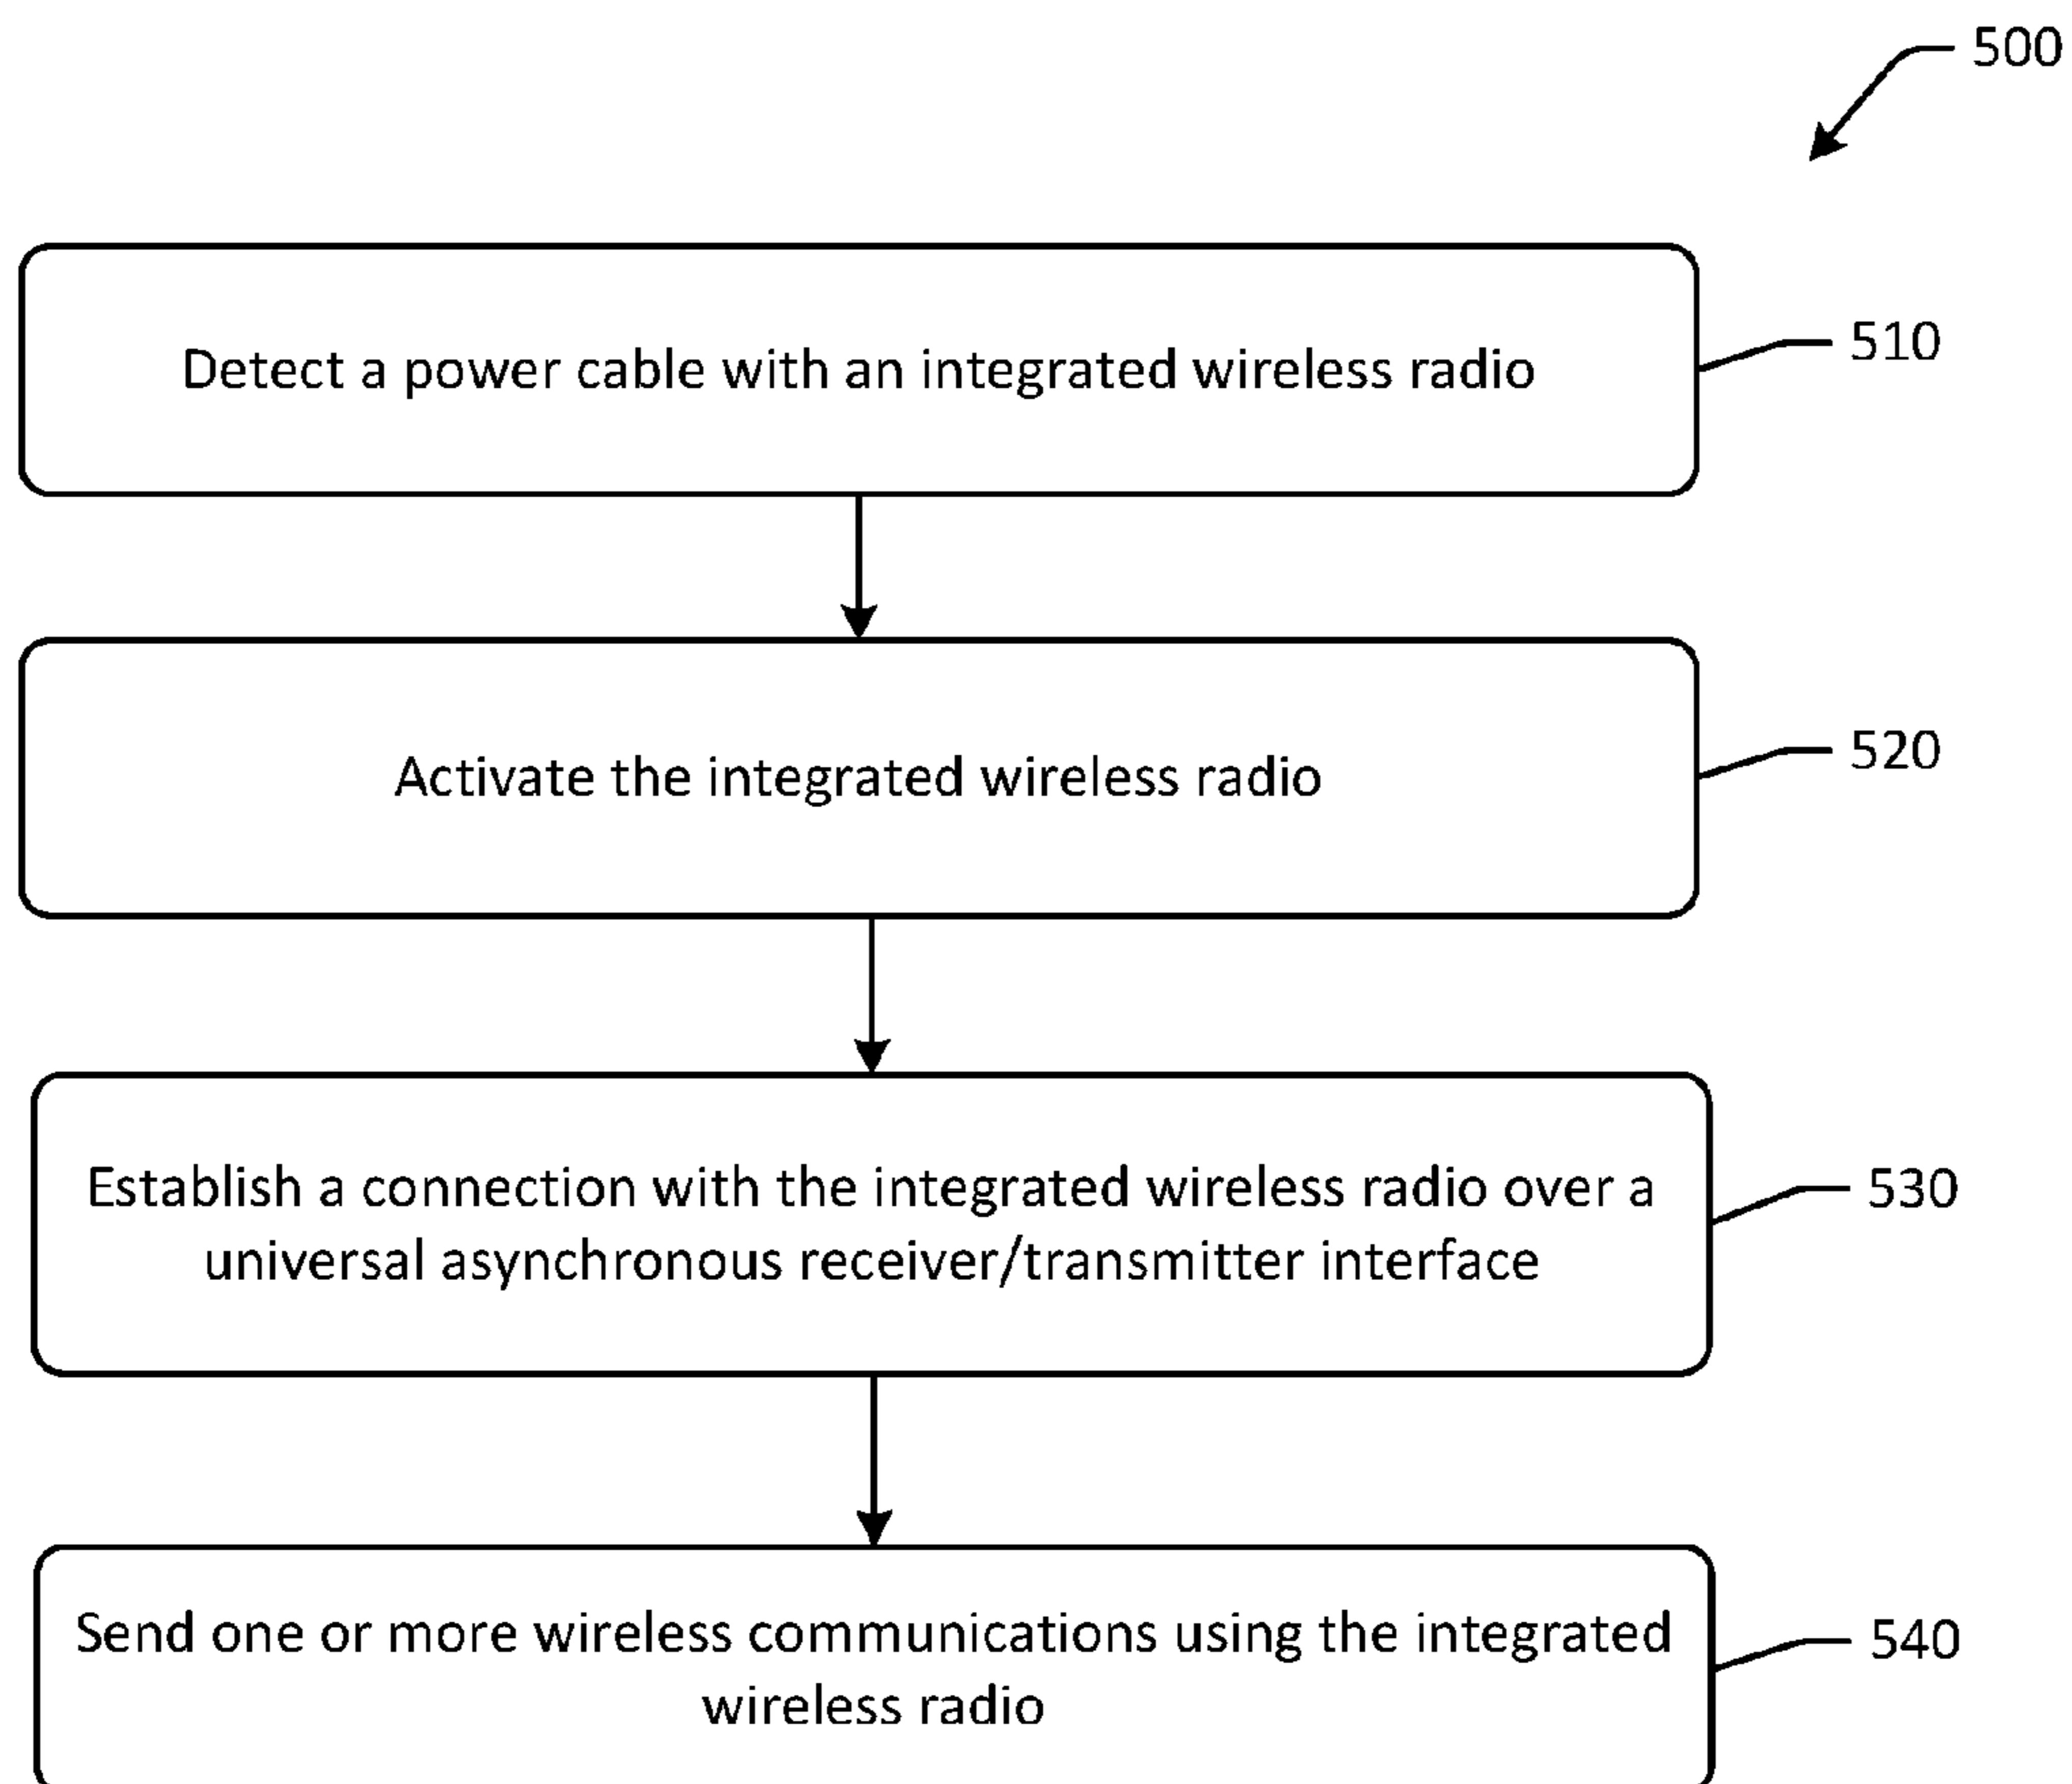 500
Detect a power cable with an integrated wireless radio
510
Activate the integrated wireless radio
520
Establish a connection with the integrated wireless radio over a
universal asynchronous receiver/transmitter interface
530
Send one or more wireless communications using the integrated
wireless radio
540